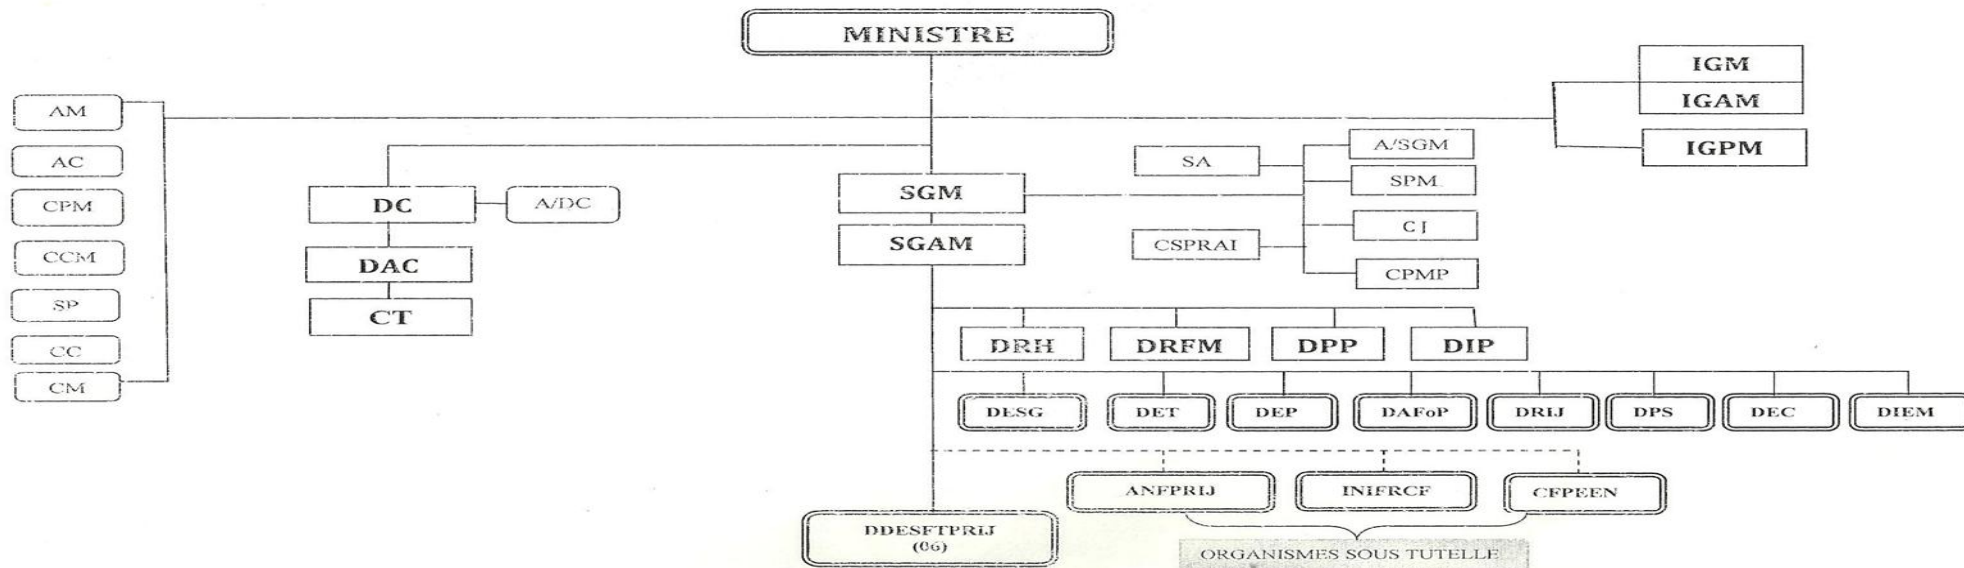 MINISTRE
IGM
IGAM
IGPM
AM
AC
CPM
CCM
SP
CC
CM
DC
A/DC
DAC
CT
SGM
SGAM
SA
CSPRAI
A/SGM
SPM
CJ
CPMP
DRH
DRFM
DPP
DIP
DESG
DET
DEP
DAFoP
DRIJ
DPS
DEC
DIEM
ANFPRIJ
INIFRCF
CFPEEN
DDESFTPRIJ
(06)
ORGANISMES SOUS TUTELLE